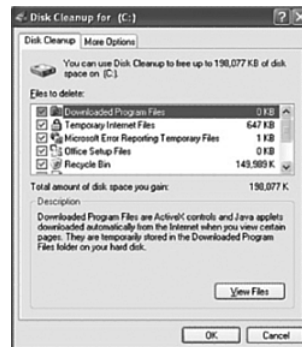 Disk Cleanup for (C:)
Disk Cleanup More Options
You can use Disk Cleanup to free up to 198,077 KB of disk
space on (C:).
Files to delete:
Downloaded Program Files 0 KB
Temporary Internet Files 647 KB
Microsoft Error Reporting Temporary Files 1 KB
Office Setup Files 0 KB
Recycle Bin 149,989 K
Total amount of disk space you gain: 198,077 K
Description
Downloaded Program Files are ActiveX controls and Java applets
downloaded automatically from the Internet when you view certain
pages. They are temporarily stored in the Downloaded Program
Files folder on your hard disk.
View Files
OK Cancel